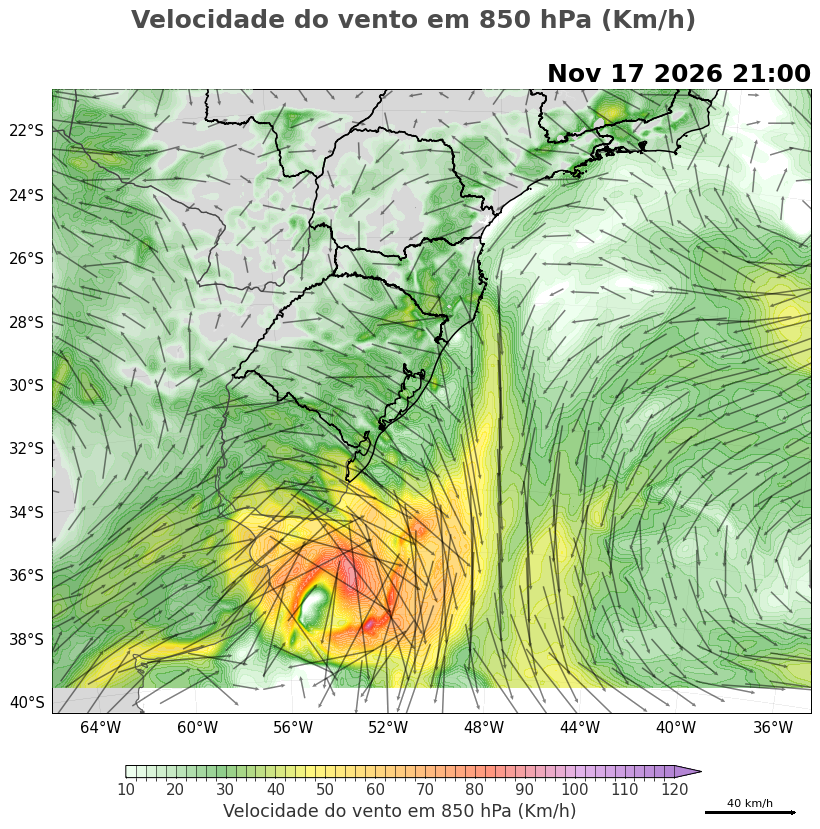 Velocidade do vento em 850 hPa (Km/h)
Nov 17 2026 21:00
22°S
24°S
26°S
28°S
30°S
32°S
34°S
36°S
38°S
40°S
64°W 60°W 56°W 52°W 48°W 44°W 40°W 36°W
10 20 30 40 50 60 70 80 90 100 110 120
40 km/h
Velocidade do vento em 850 hPa (Km/h)